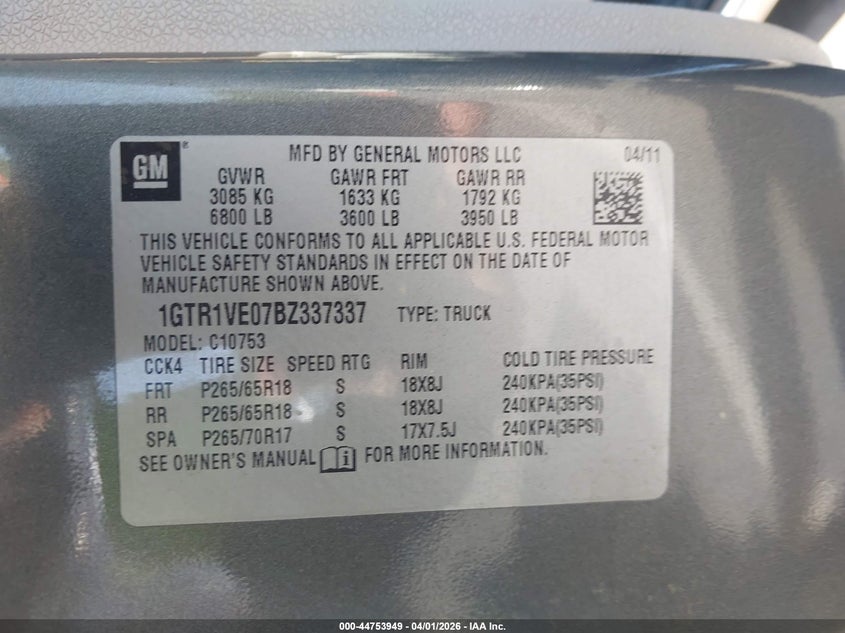 GM ®
MFD BY GENERAL MOTORS LLC 04/11
GVWR GAWR FRT GAWR RR
3085 KG 1633 KG 1792 KG
6800 LB 3600 LB 3950 LB
THIS VEHICLE CONFORMS TO ALL APPLICABLE U.S. FEDERAL MOTOR
VEHICLE SAFETY STANDARDS IN EFFECT ON THE DATE OF
MANUFACTURE SHOWN ABOVE.
1GTR1VE07BZ337337 TYPE: TRUCK
MODEL: C10753
CCK4 TIRE SIZE SPEED RTG RIM COLD TIRE PRESSURE
FRT P265/65R18 S 18X8J 240KPA(35PSI)
RR P265/65R18 S 18X8J 240KPA(35PSI)
SPA P265/70R17 S 17X7.5J 240KPA(35PSI)
SEE OWNER'S MANUAL i FOR MORE INFORMATION.
000-44753949 - 04/01/2026 - IAA Inc.